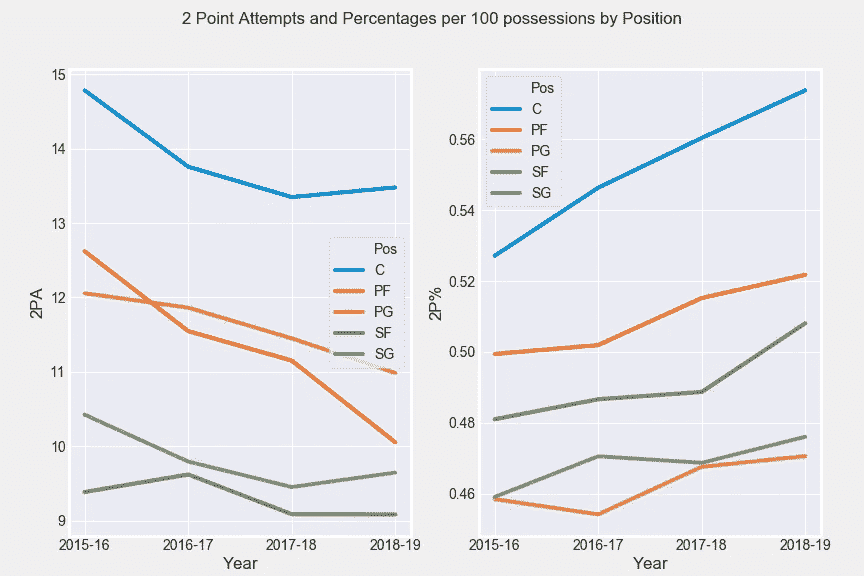 2 Point Attempts and Percentages per 100 possessions by Position
15
14
13
12
11
10
9
2PA
Pos
C
PF
PG
SF
SG
2015-16
2016-17
2017-18
2018-19
Year
0.56
0.54
0.52
0.50
0.48
0.46
2P%
Pos
C
PF
PG
SF
SG
2015-16
2016-17
2017-18
2018-19
Year